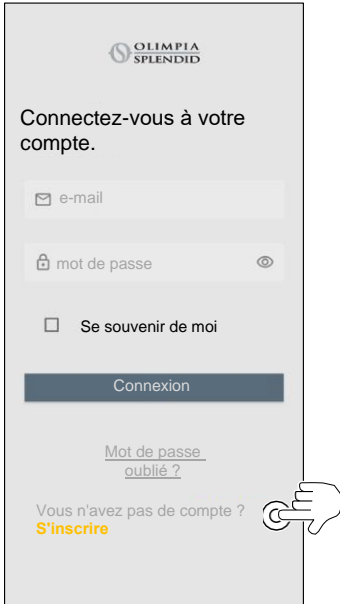 OLIMPIA
SPLENDID
Connectez-vous à votre
compte.
e-mail
mot de passe
Se souvenir de moi
Connexion
Mot de passe
oublié ?
Vous n'avez pas de compte ?
S'inscrire